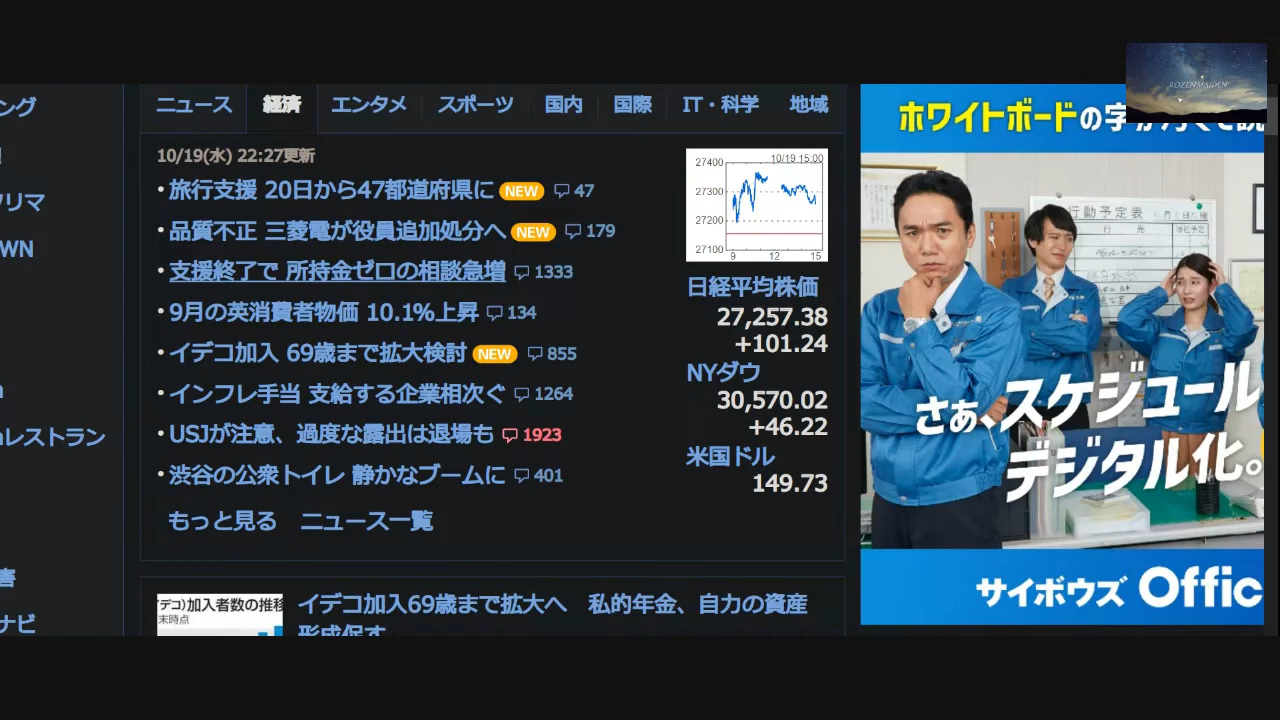 ROZENMAIDEN
ング
ニュース 経済 エンタメ スポーツ 国内 国際 IT・科学 地域
ホワイトボードの字が
10/19(水) 22:27更新
・旅行支援 20日から47都道府県に NEW 47
・品質不正 三菱電が役員追加処分へ NEW 179
・支援終了で 所持金ゼロの相談急増 1333
・9月の英消費者物価 10.1%上昇 134
・イデコ加入 69歳まで拡大検討 NEW 855
・インフレ手当 支給する企業相次ぐ 1264
・USJが注意、過度な露出は退場も 1923
・渋谷の公衆トイレ 静かなブームに 401
もっと見る ニュース一覧
リマ
WN
レストラン
害
ナビ
10/19 15:00
27400
27300
27200
27100
9 12 15
日経平均株価
27,257.38
+101.24
NYダウ
30,570.02
+46.22
米国ドル
149.73
行動予定表
行先
さぁ、スケジュール
デジタル化。
サイボウズ Offic
イデコ)加入者数の推移
末時点
イデコ加入69歳まで拡大へ 私的年金、自力の資産
形成促す